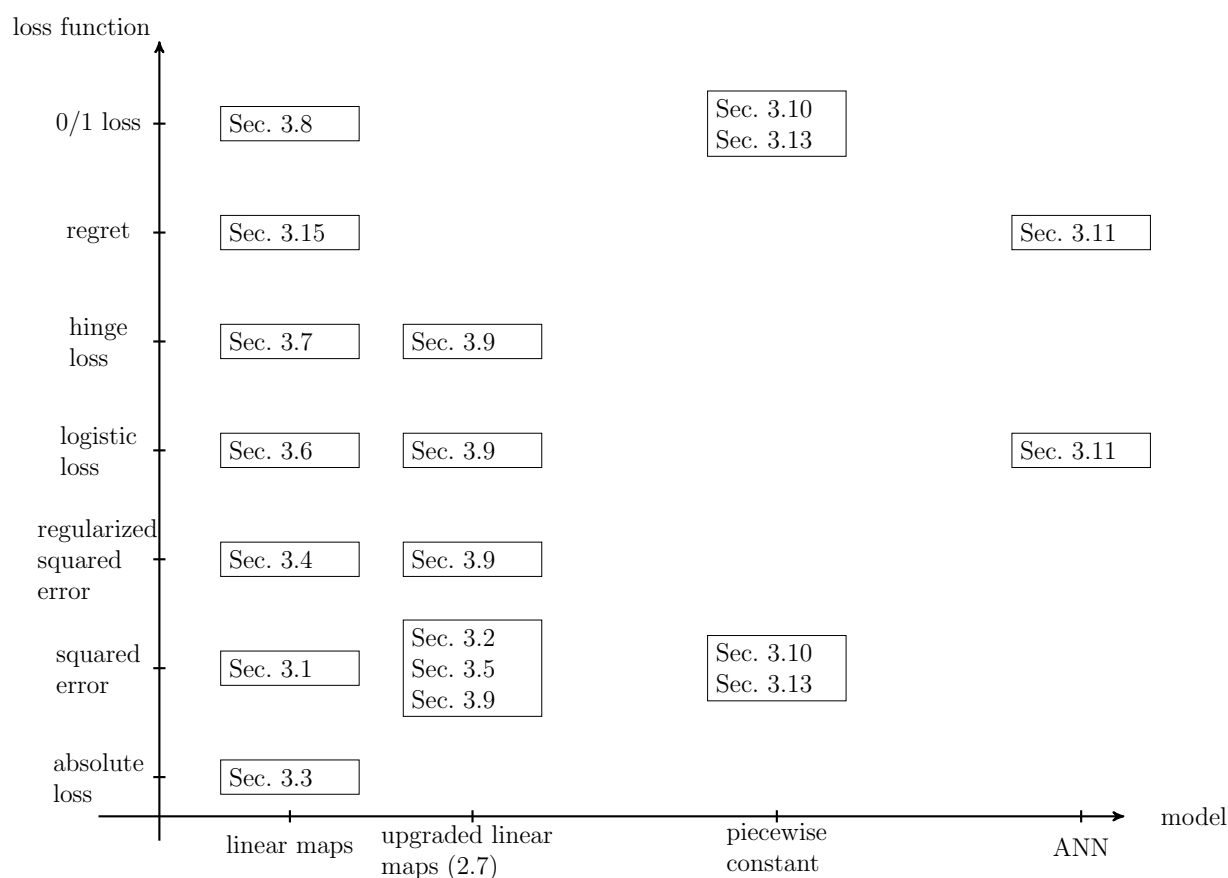 loss function
0/1 loss
Sec. 3.8
Sec. 3.10
Sec. 3.13
regret
Sec. 3.15
Sec. 3.11
hinge
loss
Sec. 3.7
Sec. 3.9
logistic
loss
Sec. 3.6
Sec. 3.9
Sec. 3.11
regularized
squared
error
Sec. 3.4
Sec. 3.9
squared
error
Sec. 3.1
Sec. 3.2
Sec. 3.5
Sec. 3.9
Sec. 3.10
Sec. 3.13
absolute
loss
Sec. 3.3
model
linear maps
upgraded linear
maps (2.7)
piecewise
constant
ANN